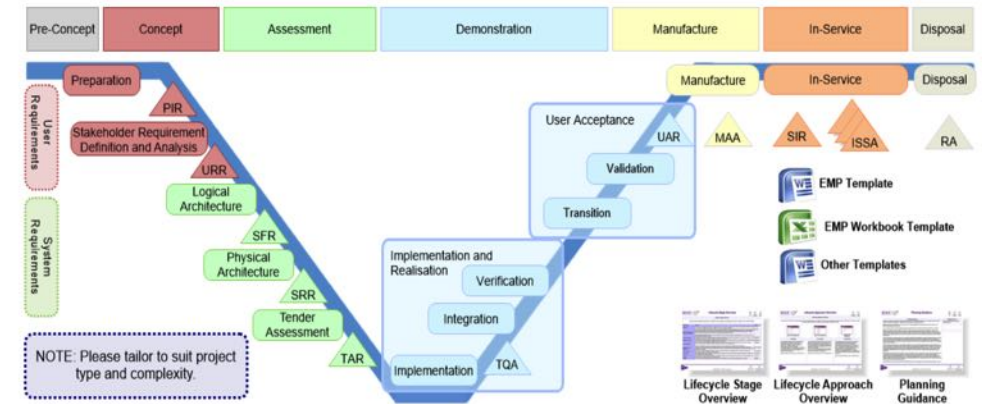 Pre-Concept
Concept
Assessment
Demonstration
Manufacture
In-Service
Disposal
Preparation
Manufacture
In-Service
Disposal
User
Requirements
PIR
Stakeholder Requirement
Definition and Analysis
URR
User Acceptance
UAR
MAA
SIR
ISSA
RA
Validation
Transition
System
Requirements
Logical
Architecture
SFR
Physical
Architecture
SRR
Tender
Assessment
TAR
Implementation and
Realisation
Verification
Integration
Implementation
TQA
EMP Template
EMP Workbook Template
Other Templates
NOTE: Please tailor to suit project
type and complexity.
Lifecycle Stage
Overview
Lifecycle Approach
Overview
Planning
Guidance